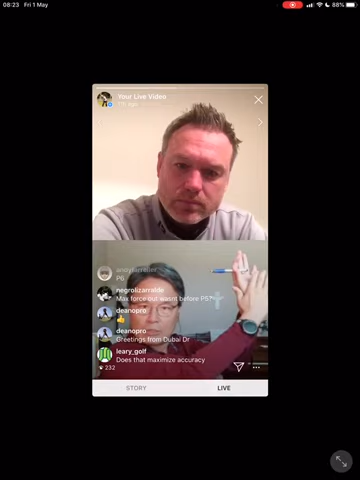 08:23 Fri 1 May
88%
Your Live Video
P6
negrolizarralde
Max force out wasnt before P5?
deanopro
👍
deanopro
Greetings from Dubai Dr
leary_golf
Does that maximize accuracy
232
STORY LIVE